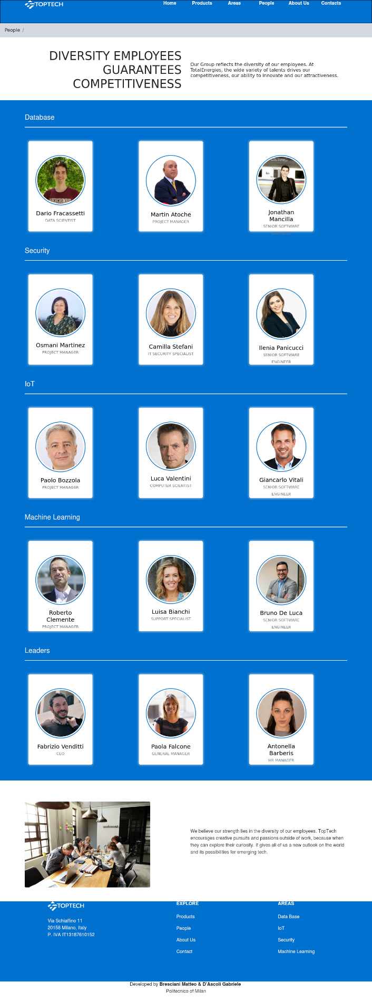 TOPTECH
Home Products Areas People About Us Contacts
People /
DIVERSITY EMPLOYEES
GUARANTEES
COMPETITIVENESS
Our Group reflects the diversity of our employees. At
TotalEnergies, the wide variety of talents drives our
competitiveness, our ability to innovate and our attractiveness.
Database
Dario Fracassetti
DATA SCIENTIST
Martin Atoche
PROJECT MANAGER
Jonathan
Mancilla
SENIOR SOFTWARE
Security
Osmani Martinez
PROJECT MANAGER
Camilla Stefani
IT SECURITY SPECIALIST
Ilenia Panicucci
SENIOR SOFTWARE
ENGINEER
IoT
Paolo Bozzola
PROJECT MANAGER
Luca Valentini
COMPUTER SCIENTIST
Giancarlo Vitali
SENIOR SOFTWARE
ENGINEER
Machine Learning
Roberto
Clemente
PROJECT MANAGER
Luisa Bianchi
SUPPORT SPECIALIST
Bruno De Luca
SENIOR SOFTWARE
ENGINEER
Leaders
Fabrizio Venditti
CEO
Paola Falcone
GENERAL MANAGER
Antonella
Barberis
HR MANAGER
We believe our strength lies in the diversity of our employees. TopTech
encourages creative pursuits and passions outside of work, because when
they can explore their curiosity. It gives all of us a new outlook on the world
and its possibilities for emerging tech.
TOPTECH
Via Schiaffino 11
20158 Milano, Italy
P. IVA IT13187610152
EXPLORE
Products
People
About Us
Contact
AREAS
Data Base
IoT
Security
Machine Learning
Developed by Bresciani Matteo & D'Ascoli Gabriele
Politecnico of Milan